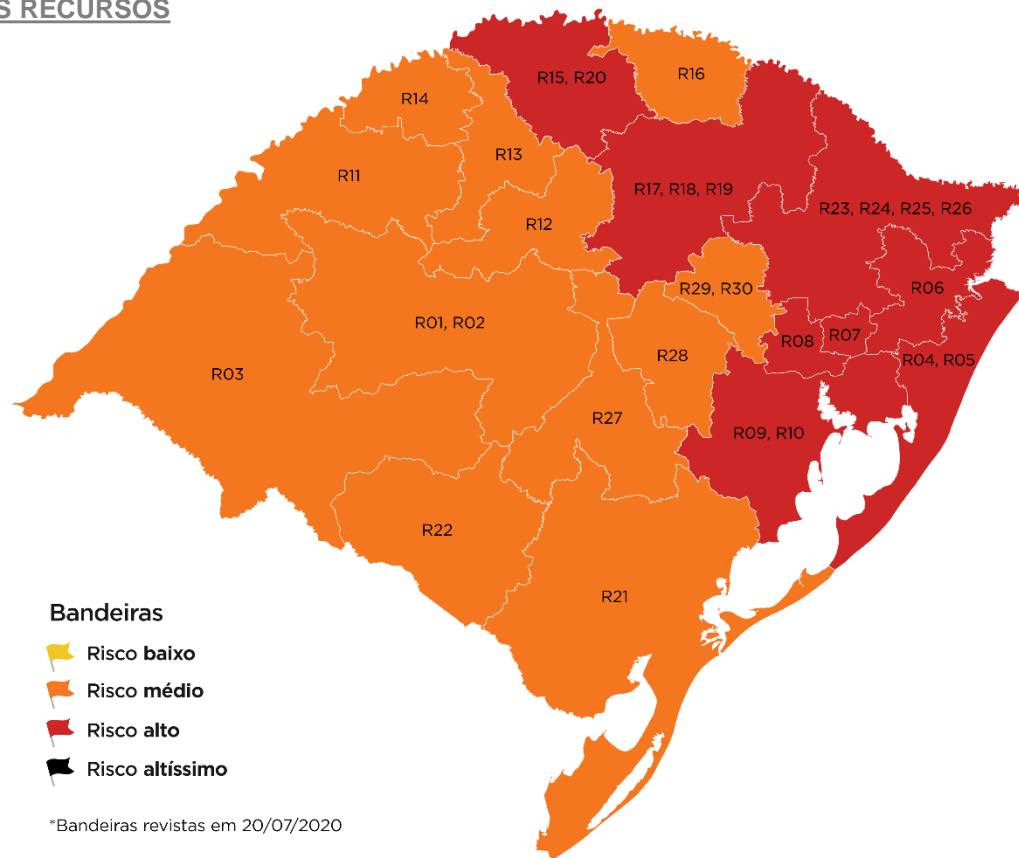 S RECURSOS
R15, R20
R16
R14
R13
R11
R17, R18, R19
R23, R24, R25, R26
R12
R29, R30
R06
R01, R02
R08
R07
R28
R04, R05
R03
R27
R09, R10
R22
R21
Bandeiras
Risco baixo
Risco médio
Risco alto
Risco altíssimo
*Bandeiras revistas em 20/07/2020